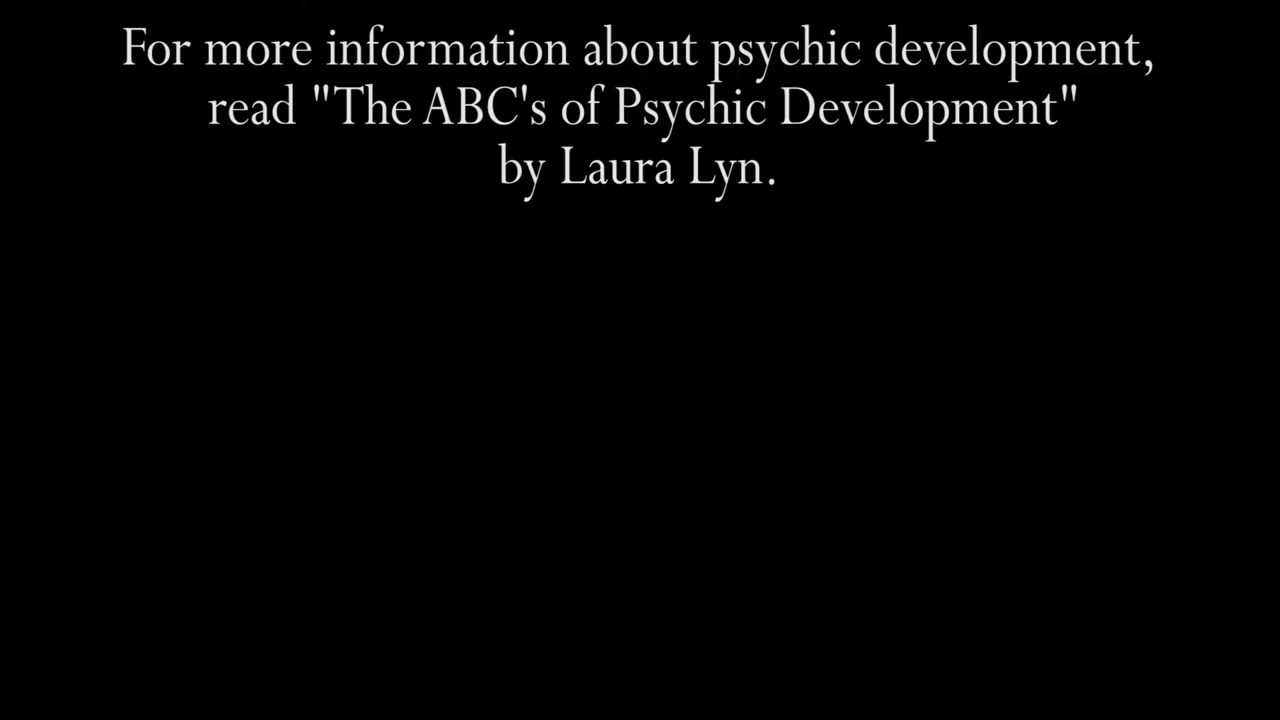 For more information about psychic development,
read "The ABC's of Psychic Development"
by Laura Lyn.